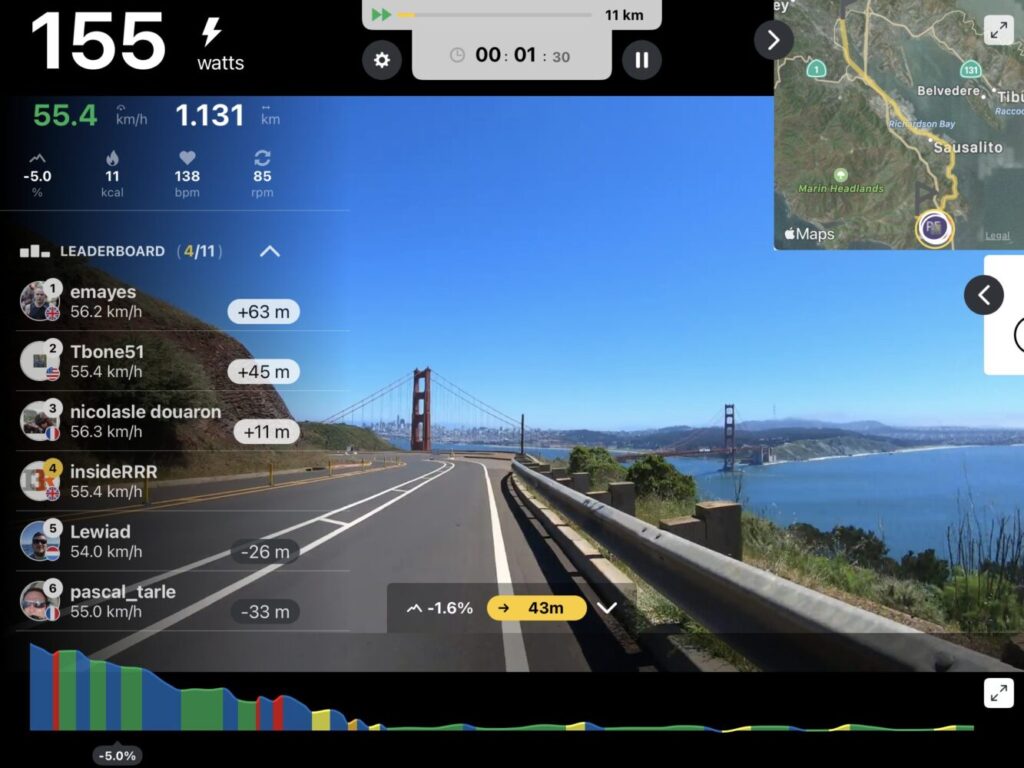 155
watts
11 km
00 : 01 : 30
55.4 km/h
1.131 km
-5.0 %
11 kcal
138 bpm
85 rpm
LEADERBOARD (4/11)
1 emayes
56.2 km/h
+63 m
2 Tbone51
55.4 km/h
+45 m
3 nicolasle douaron
56.3 km/h
+11 m
4 insideRRR
55.4 km/h
5 Lewiad
54.0 km/h
-26 m
6 pascal_tarle
55.0 km/h
-33 m
-1.6% → 43m
-5.0%
ey
1
131
Belvedere
Tibu
Racco
Richardson Bay
Sausalito
Marin Headlands
Maps
Legal